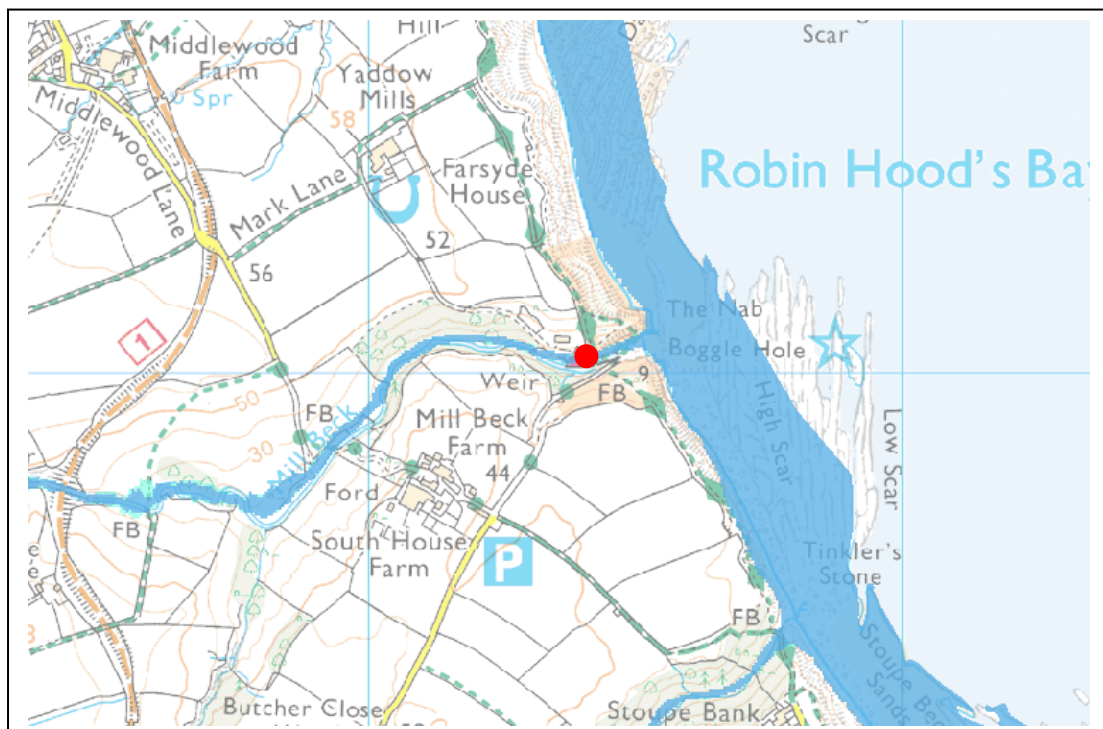 Hill
Scar
Middlewood
Farm
Yaddow
Mills
Spr
58
Middlewood Lane
Mark Lane
Farsyde
House
Robin Hood's Bay
52
56
1
The Nab
Boggle Hole
Weir
9
FB
50
FB
Mill Beck
Mill Beck
Farm
High Scar
Low Scar
30
44
Ford
FB
South House
Farm
P
Tinkler's
Stone
FB
Stoupe Beck
Sands
Butcher Close
Stoupe Bank